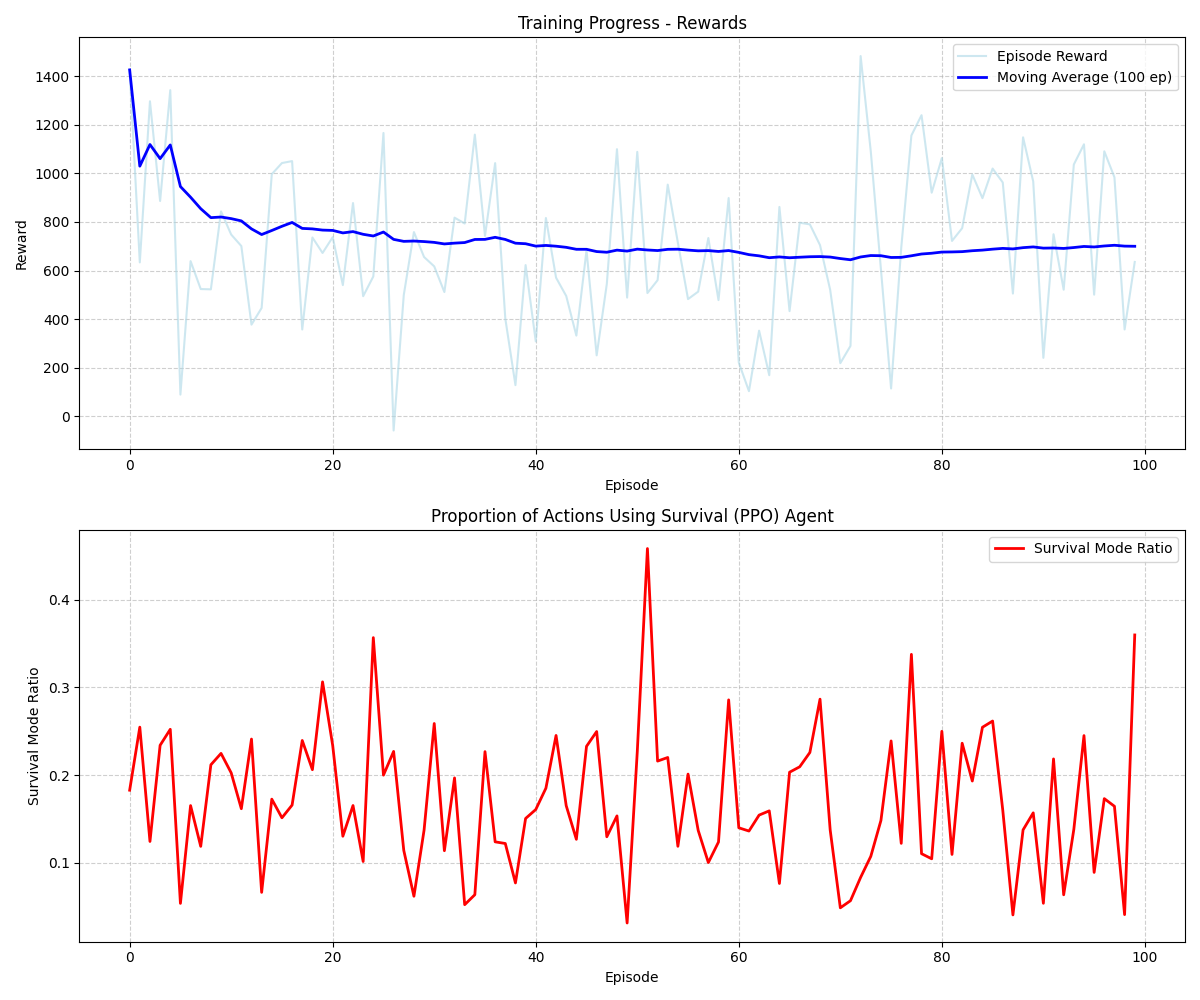 Training Progress - Rewards
Reward
1400
1200
1000
800
600
400
200
0
Episode Reward
Moving Average (100 ep)
0 20 40 60 80 100
Episode
Proportion of Actions Using Survival (PPO) Agent
Survival Mode Ratio
0.4
0.3
0.2
0.1
Survival Mode Ratio
0 20 40 60 80 100
Episode